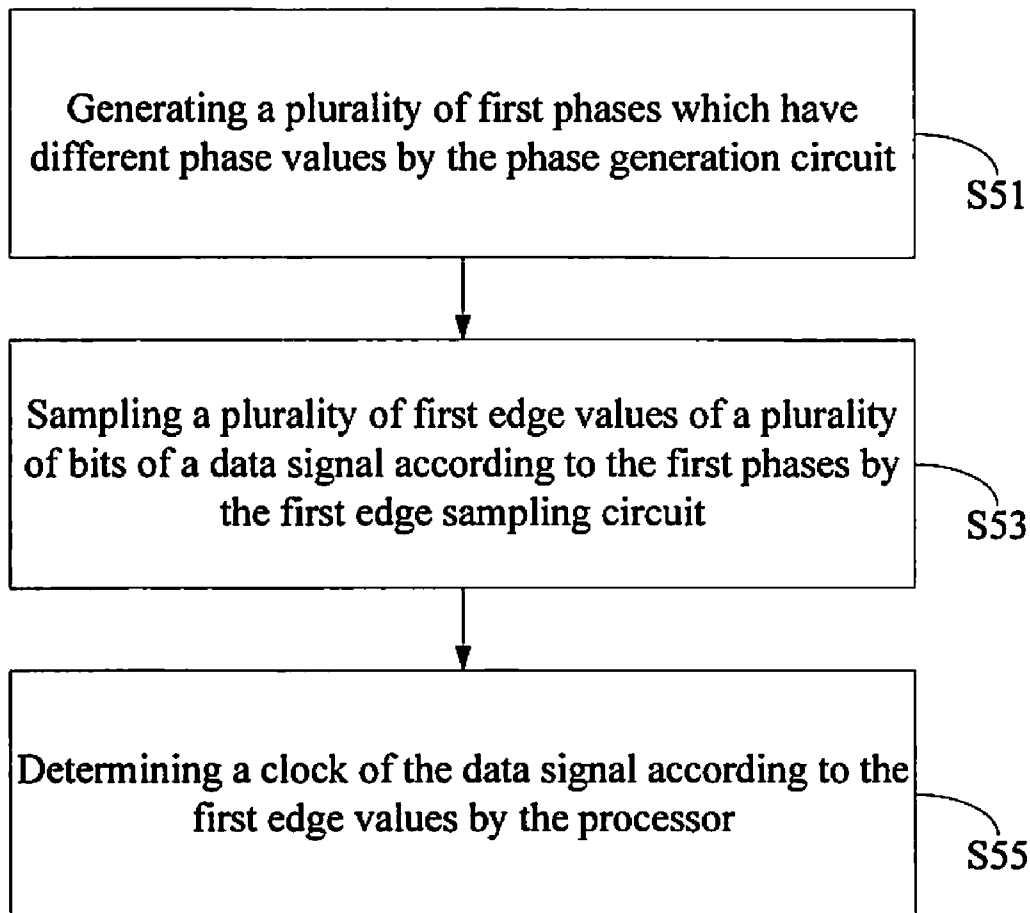 Generating a plurality of first phases which have
different phase values by the phase generation circuit
S51
Sampling a plurality of first edge values of a plurality
of bits of a data signal according to the first phases by
the first edge sampling circuit
S53
Determining a clock of the data signal according to the
first edge values by the processor
S55